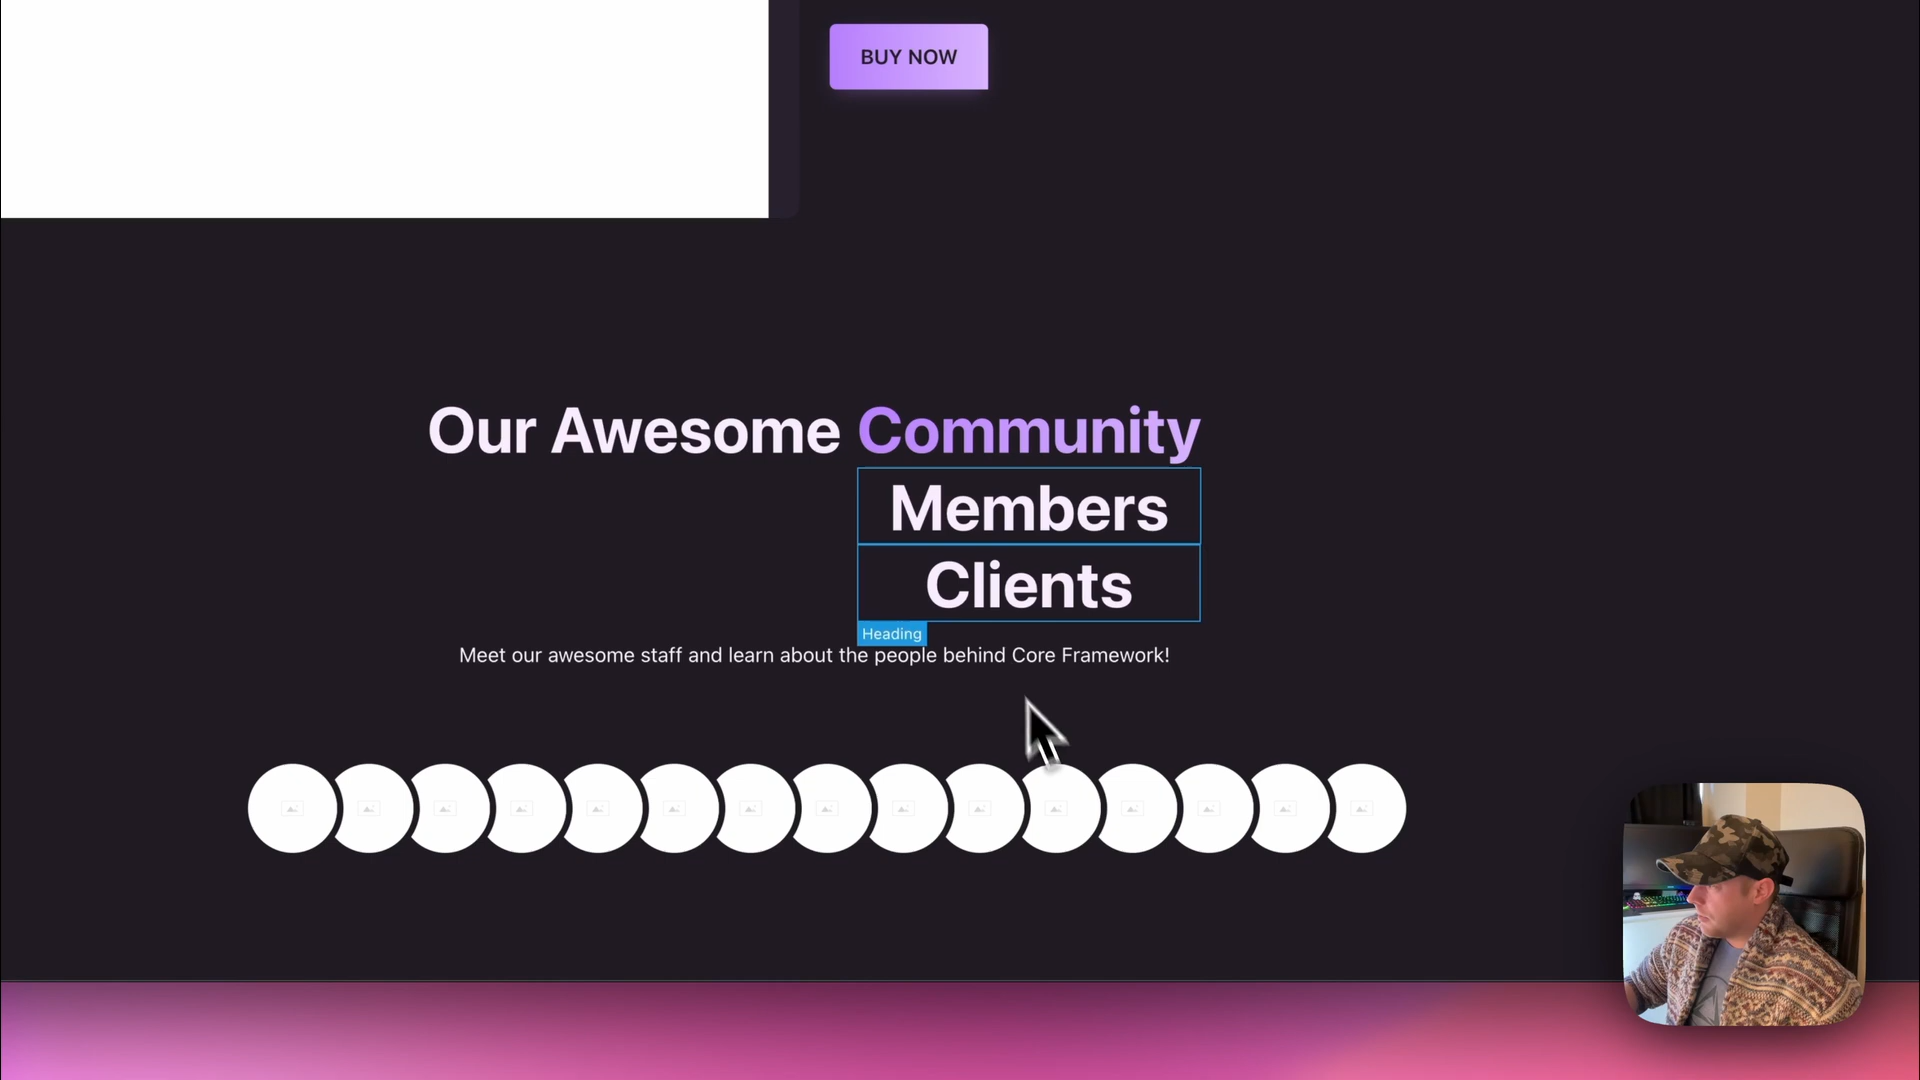 BUY NOW
Our Awesome Community
Members
Clients
Heading
Meet our awesome staff and learn about the people behind Core Framework!